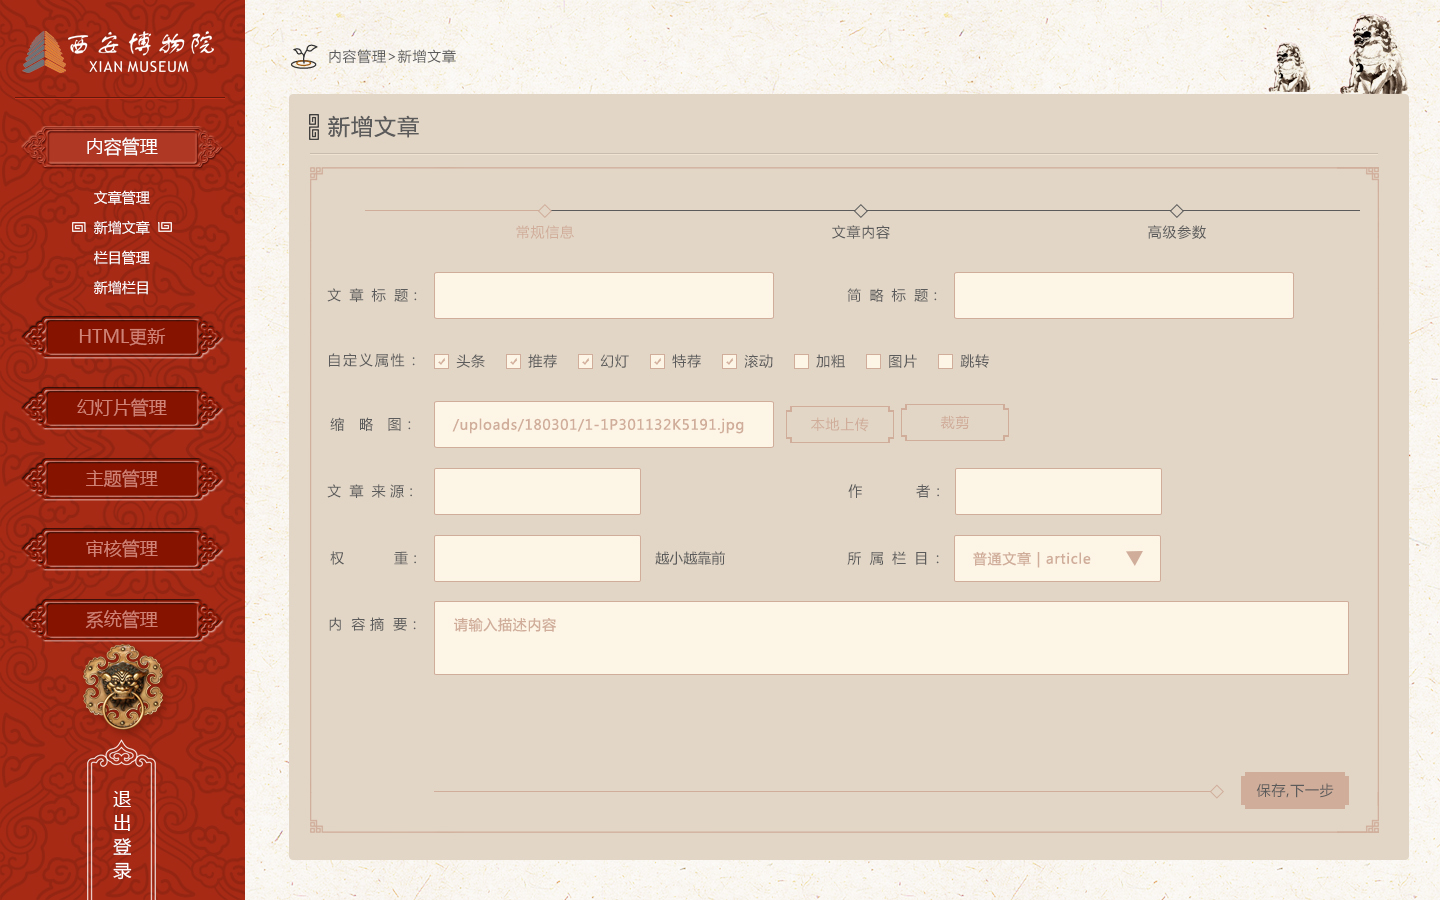 西安博物院
XIAN MUSEUM
内容管理
文章管理
新增文章
栏目管理
新增栏目
HTML更新
幻灯片管理
主题管理
审核管理
系统管理
退出登录
内容管理>新增文章
新增文章
常规信息 文章内容 高级参数
文章标题: 简略标题:
自定义属性: 头条 推荐 幻灯 特荐 滚动 加粗 图片 跳转
缩略图: /uploads/180301/1-1P301132K5191.jpg 本地上传 裁剪
文章来源: 作者:
权重: 越小越靠前 所属栏目: 普通文章 | article
内容摘要: 请输入描述内容
保存,下一步